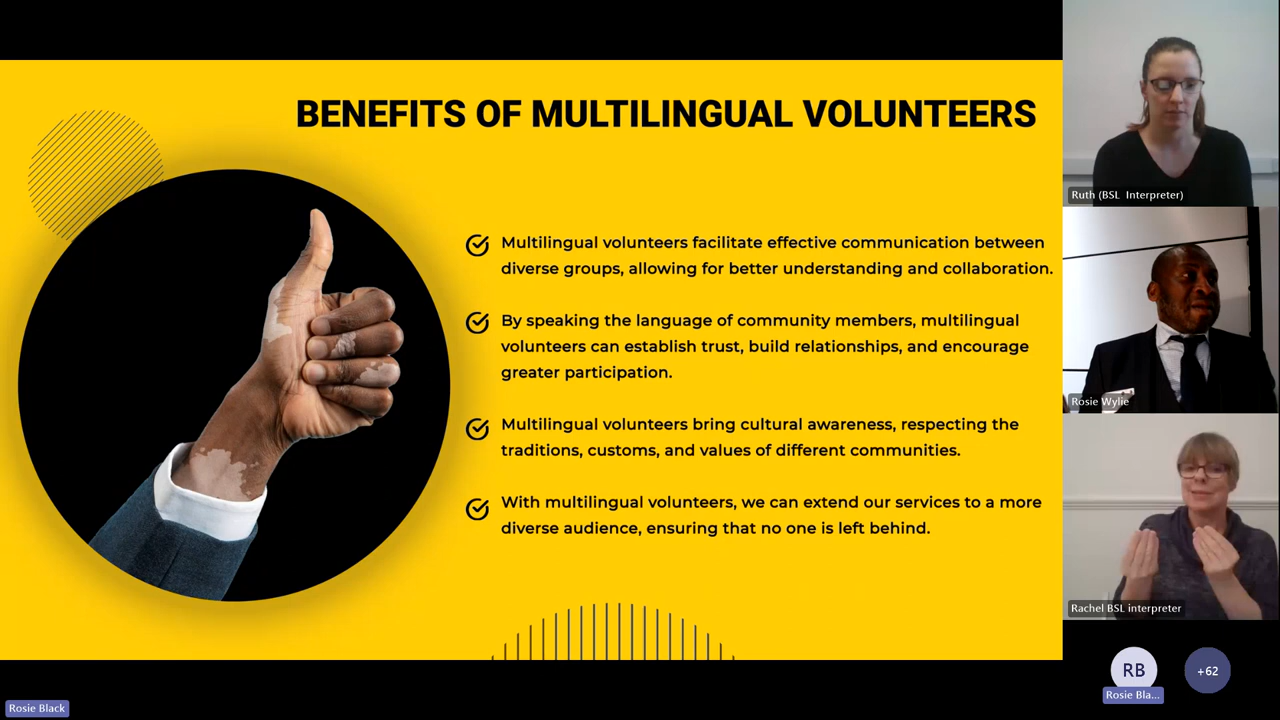 BENEFITS OF MULTILINGUAL VOLUNTEERS
Multilingual volunteers facilitate effective communication between
diverse groups, allowing for better understanding and collaboration.
By speaking the language of community members, multilingual
volunteers can establish trust, build relationships, and encourage
greater participation.
Multilingual volunteers bring cultural awareness, respecting the
traditions, customs, and values of different communities.
With multilingual volunteers, we can extend our services to a more
diverse audience, ensuring that no one is left behind.
Ruth (BSL Interpreter)
Rosie Wylie
Rachel BSL interpreter
RB
+62
Rosie Bla...
Rosie Black